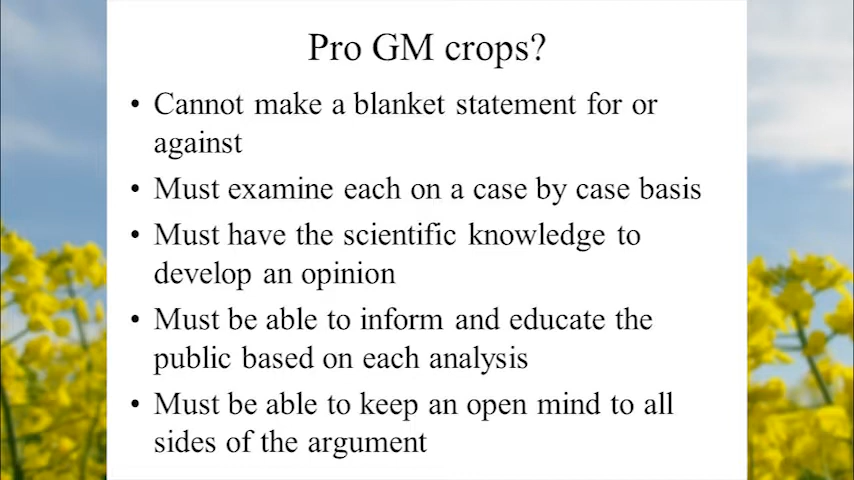 Pro GM crops?
• Cannot make a blanket statement for or
against
• Must examine each on a case by case basis
• Must have the scientific knowledge to
develop an opinion
• Must be able to inform and educate the
public based on each analysis
• Must be able to keep an open mind to all
sides of the argument